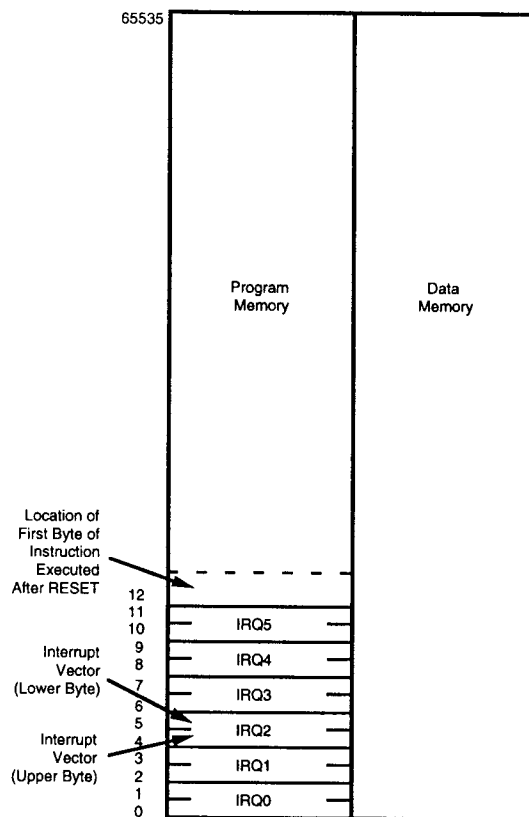 65535
Program
Memory
Data
Memory
Location of
First Byte of
Instruction
Executed
After RESET
12
11
10
IRQ5
9
8
IRQ4
Interrupt
Vector
(Lower Byte)
7
6
IRQ3
5
4
IRQ2
Interrupt
Vector
(Upper Byte)
3
2
IRQ1
1
0
IRQ0